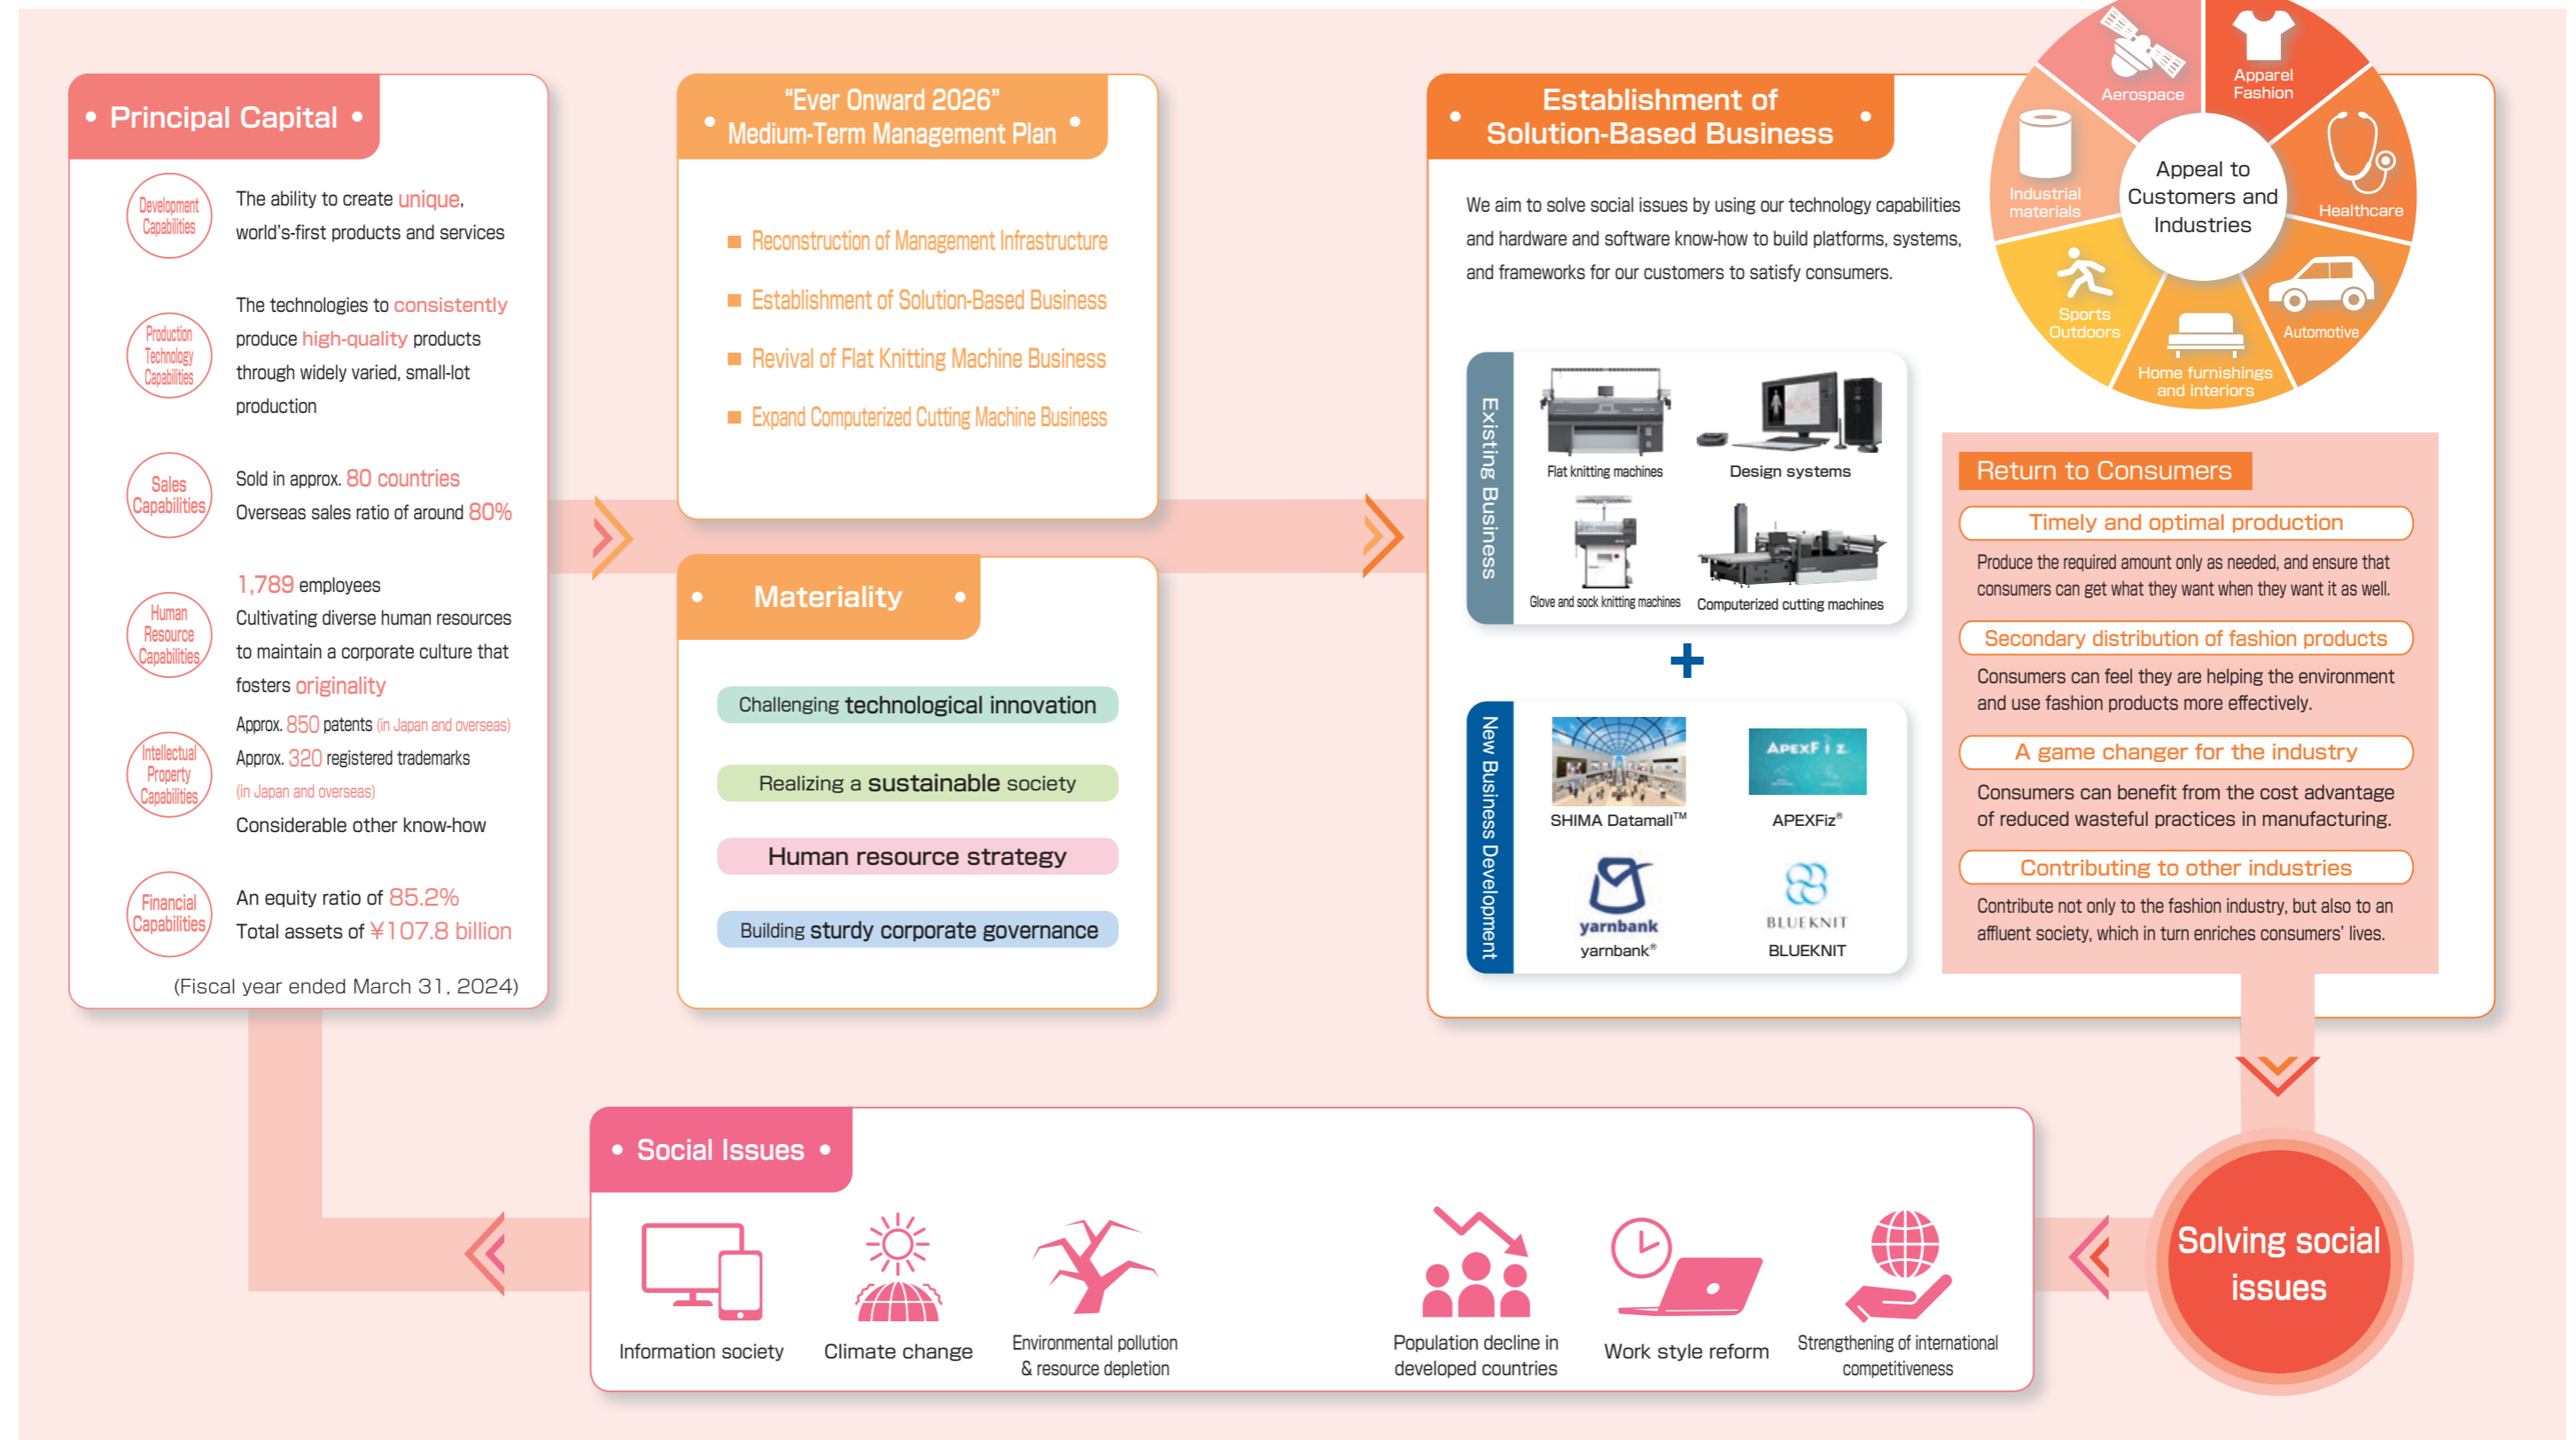 Principal Capital
Development
Capabilities
The ability to create unique,
world's-first products and services
Production
Technology
Capabilities
The technologies to consistently
produce high-quality products
through widely varied, small-lot
production
Sales
Capabilities
Sold in approx. 80 countries
Overseas sales ratio of around 80%
Human
Resource
Capabilities
1,789 employees
Cultivating diverse human resources
to maintain a corporate culture that
fosters originality
Intellectual
Property
Capabilities
Approx. 850 patents (in Japan and overseas)
Approx. 320 registered trademarks
(in Japan and overseas)
Considerable other know-how
Financial
Capabilities
An equity ratio of 85.2%
Total assets of ¥107.8 billion
(Fiscal year ended March 31, 2024)
“Ever Onward 2026”
Medium-Term Management Plan
Reconstruction of Management Infrastructure
Establishment of Solution-Based Business
Revival of Flat Knitting Machine Business
Expand Computerized Cutting Machine Business
Materiality
Challenging technological innovation
Realizing a sustainable society
Human resource strategy
Building sturdy corporate governance
Establishment of
Solution-Based Business
We aim to solve social issues by using our technology capabilities
and hardware and software know-how to build platforms, systems,
and frameworks for our customers to satisfy consumers.
Existing Business
Flat knitting machines
Design systems
Glove and sock knitting machines
Computerized cutting machines
+
New Business Development
SHIMA Datamall™
APEXFiz
APEXFiz®
yarnbank
yarnbank®
BLUEKNIT
BLUEKNIT
Appeal to
Customers and
Industries
Aerospace
Apparel
Fashion
Healthcare
Automotive
Home furnishings
and interiors
Sports
Outdoors
Industrial
materials
Return to Consumers
Timely and optimal production
Produce the required amount only as needed, and ensure that
consumers can get what they want when they want it as well.
Secondary distribution of fashion products
Consumers can feel they are helping the environment
and use fashion products more effectively.
A game changer for the industry
Consumers can benefit from the cost advantage
of reduced wasteful practices in manufacturing.
Contributing to other industries
Contribute not only to the fashion industry, but also to an
affluent society, which in turn enriches consumers' lives.
Solving social
issues
Social Issues
Information society
Climate change
Environmental pollution
& resource depletion
Population decline in
developed countries
Work style reform
Strengthening of international
competitiveness